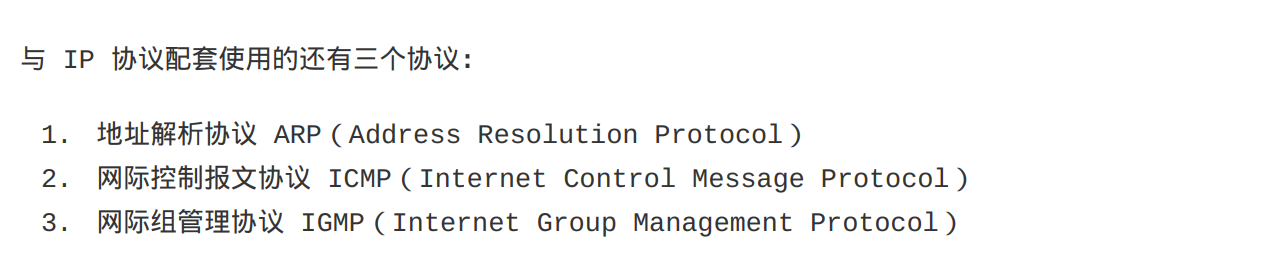 与 IP 协议配套使用的还有三个协议:
1. 地址解析协议 ARP(Address Resolution Protocol)
2. 网际控制报文协议 ICMP(Internet Control Message Protocol)
3. 网际组管理协议 IGMP(Internet Group Management Protocol)